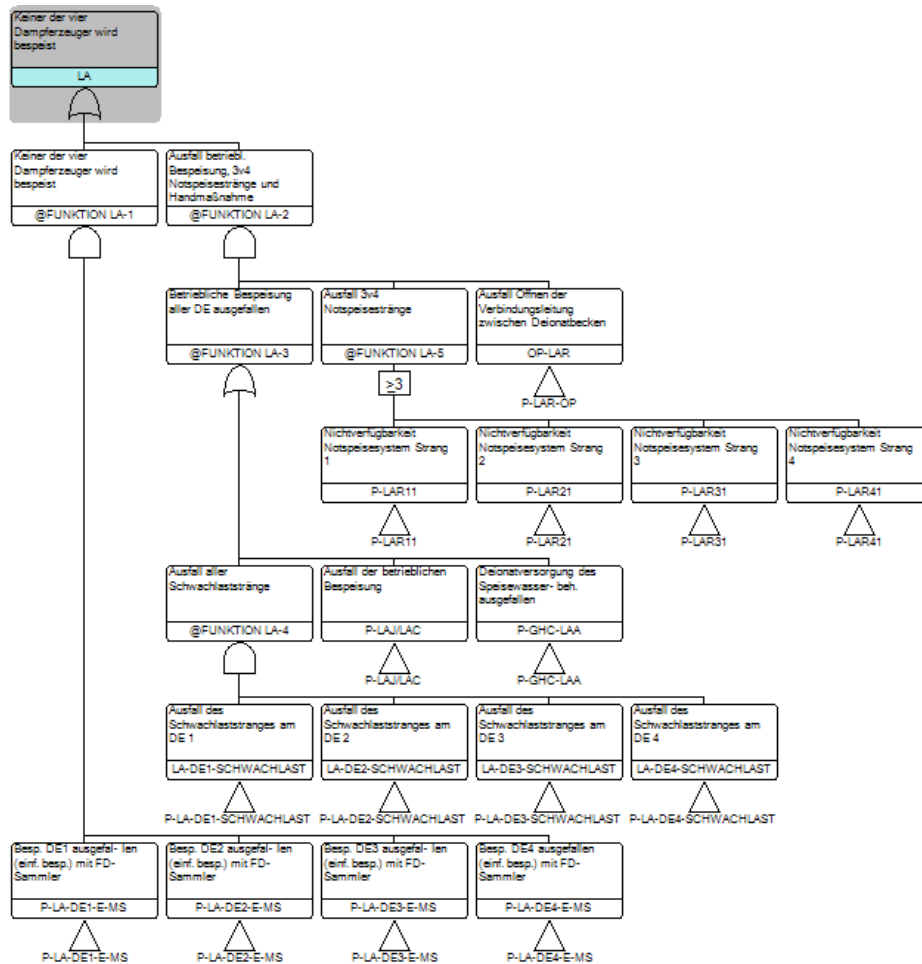 Keiner der vier
Dampferzeuger wird
bespeist
LA
Keiner der vier
Dampferzeuger wird
bespeist
@FUNKTION LA-1
Ausfall betriebl.
Bespeisung, 3v4
Notspeisestränge und
Handmaßnahme
@FUNKTION LA-2
Betriebliche Bespeisung
aller DE ausgefallen
@FUNKTION LA-3
Ausfall 3v4
Notspeisestränge
@FUNKTION LA-5
Ausfall Öffnen der
Verbindungsleitung
zwischen Deionatbecken
OP-LAR
≥3
P-LAR-OP
Nichtverfügbarkeit
Notspeisesystem Strang
1
P-LAR11
P-LAR11
Nichtverfügbarkeit
Notspeisesystem Strang
2
P-LAR21
P-LAR21
Nichtverfügbarkeit
Notspeisesystem Strang
3
P-LAR31
P-LAR31
Nichtverfügbarkeit
Notspeisesystem Strang
4
P-LAR41
P-LAR41
Ausfall aller
Schwachlaststränge
@FUNKTION LA-4
Ausfall der betrieblichen
Bespeisung
P-LAJ/LAC
P-LAJ/LAC
Deionatversorgung des
Speisewasser- beh.
ausgefallen
P-GHC-LAA
P-GHC-LAA
Ausfall des
Schwachlaststranges am
DE 1
LA-DE1-SCHWACHLAST
P-LA-DE1-SCHWACHLAST
Ausfall des
Schwachlaststranges am
DE 2
LA-DE2-SCHWACHLAST
P-LA-DE2-SCHWACHLAST
Ausfall des
Schwachlaststranges am
DE 3
LA-DE3-SCHWACHLAST
P-LA-DE3-SCHWACHLAST
Ausfall des
Schwachlaststranges am
DE 4
LA-DE4-SCHWACHLAST
P-LA-DE4-SCHWACHLAST
Besp. DE1 ausgefal- len
(einf. besp.) mit FD-
Sammler
P-LA-DE1-E-MS
P-LA-DE1-E-MS
Besp. DE2 ausgefal- len
(einf. besp.) mit FD-
Sammler
P-LA-DE2-E-MS
P-LA-DE2-E-MS
Besp. DE3 ausgefal- len
(einf. besp.) mit FD-
Sammler
P-LA-DE3-E-MS
P-LA-DE3-E-MS
Besp. DE4 ausgefallen
(einf. besp.) mit FD-
Sammler
P-LA-DE4-E-MS
P-LA-DE4-E-MS